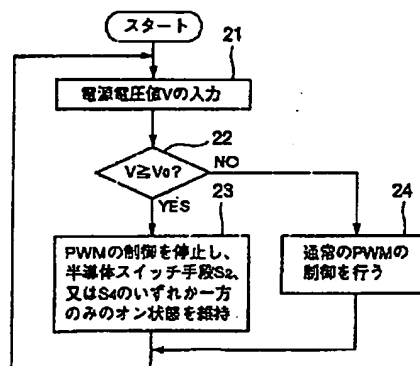 スタート
21
電源電圧値Vの入力
22
V≧V₀?
NO
YES
23
PWMの制御を停止し、
半導体スイッチ手段S₂、
又はS₄のいずれか一方
のみのオン状態を維持
24
通常のPWMの
制御を行う